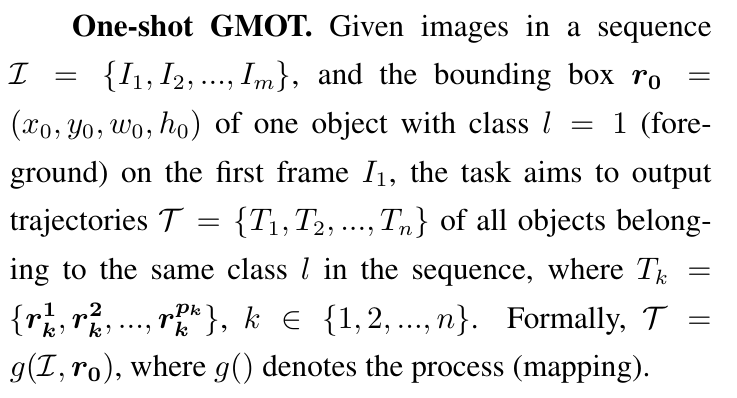 One-shot GMOT. Given images in a sequence
$\mathcal{I} = \{I_1, I_2, ..., I_m\}$, and the bounding box $\boldsymbol{r_0} =$
$(x_0, y_0, w_0, h_0)$ of one object with class $l = 1$ (fore-
ground) on the first frame $I_1$, the task aims to output
trajectories $\mathcal{T} = \{T_1, T_2, ..., T_n\}$ of all objects belong-
ing to the same class $l$ in the sequence, where $T_k =$
$\{\boldsymbol{r_k^1}, \boldsymbol{r_k^2}, ..., \boldsymbol{r_k^{p_k}}\}$, $k \in \{1, 2, ..., n\}$. Formally, $\mathcal{T} =$
$g(\mathcal{I}, \boldsymbol{r_0})$, where $g()$ denotes the process (mapping).